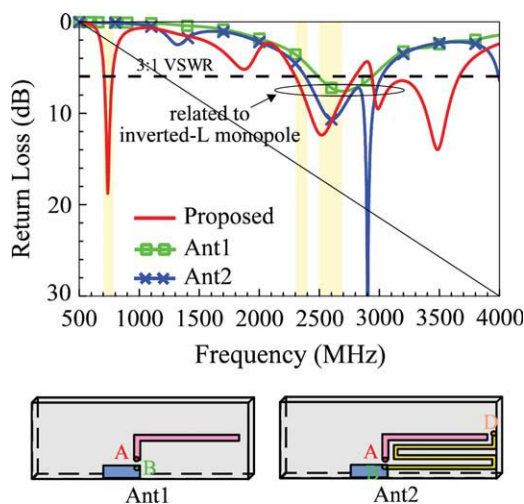 0
3:1 VSWR
10
related to
inverted-L monopole
20
Proposed
Ant1
Ant2
30
Return Loss (dB)
500 1000 1500 2000 2500 3000 3500 4000
Frequency (MHz)
A
B
Ant1
A
B
D
Ant2